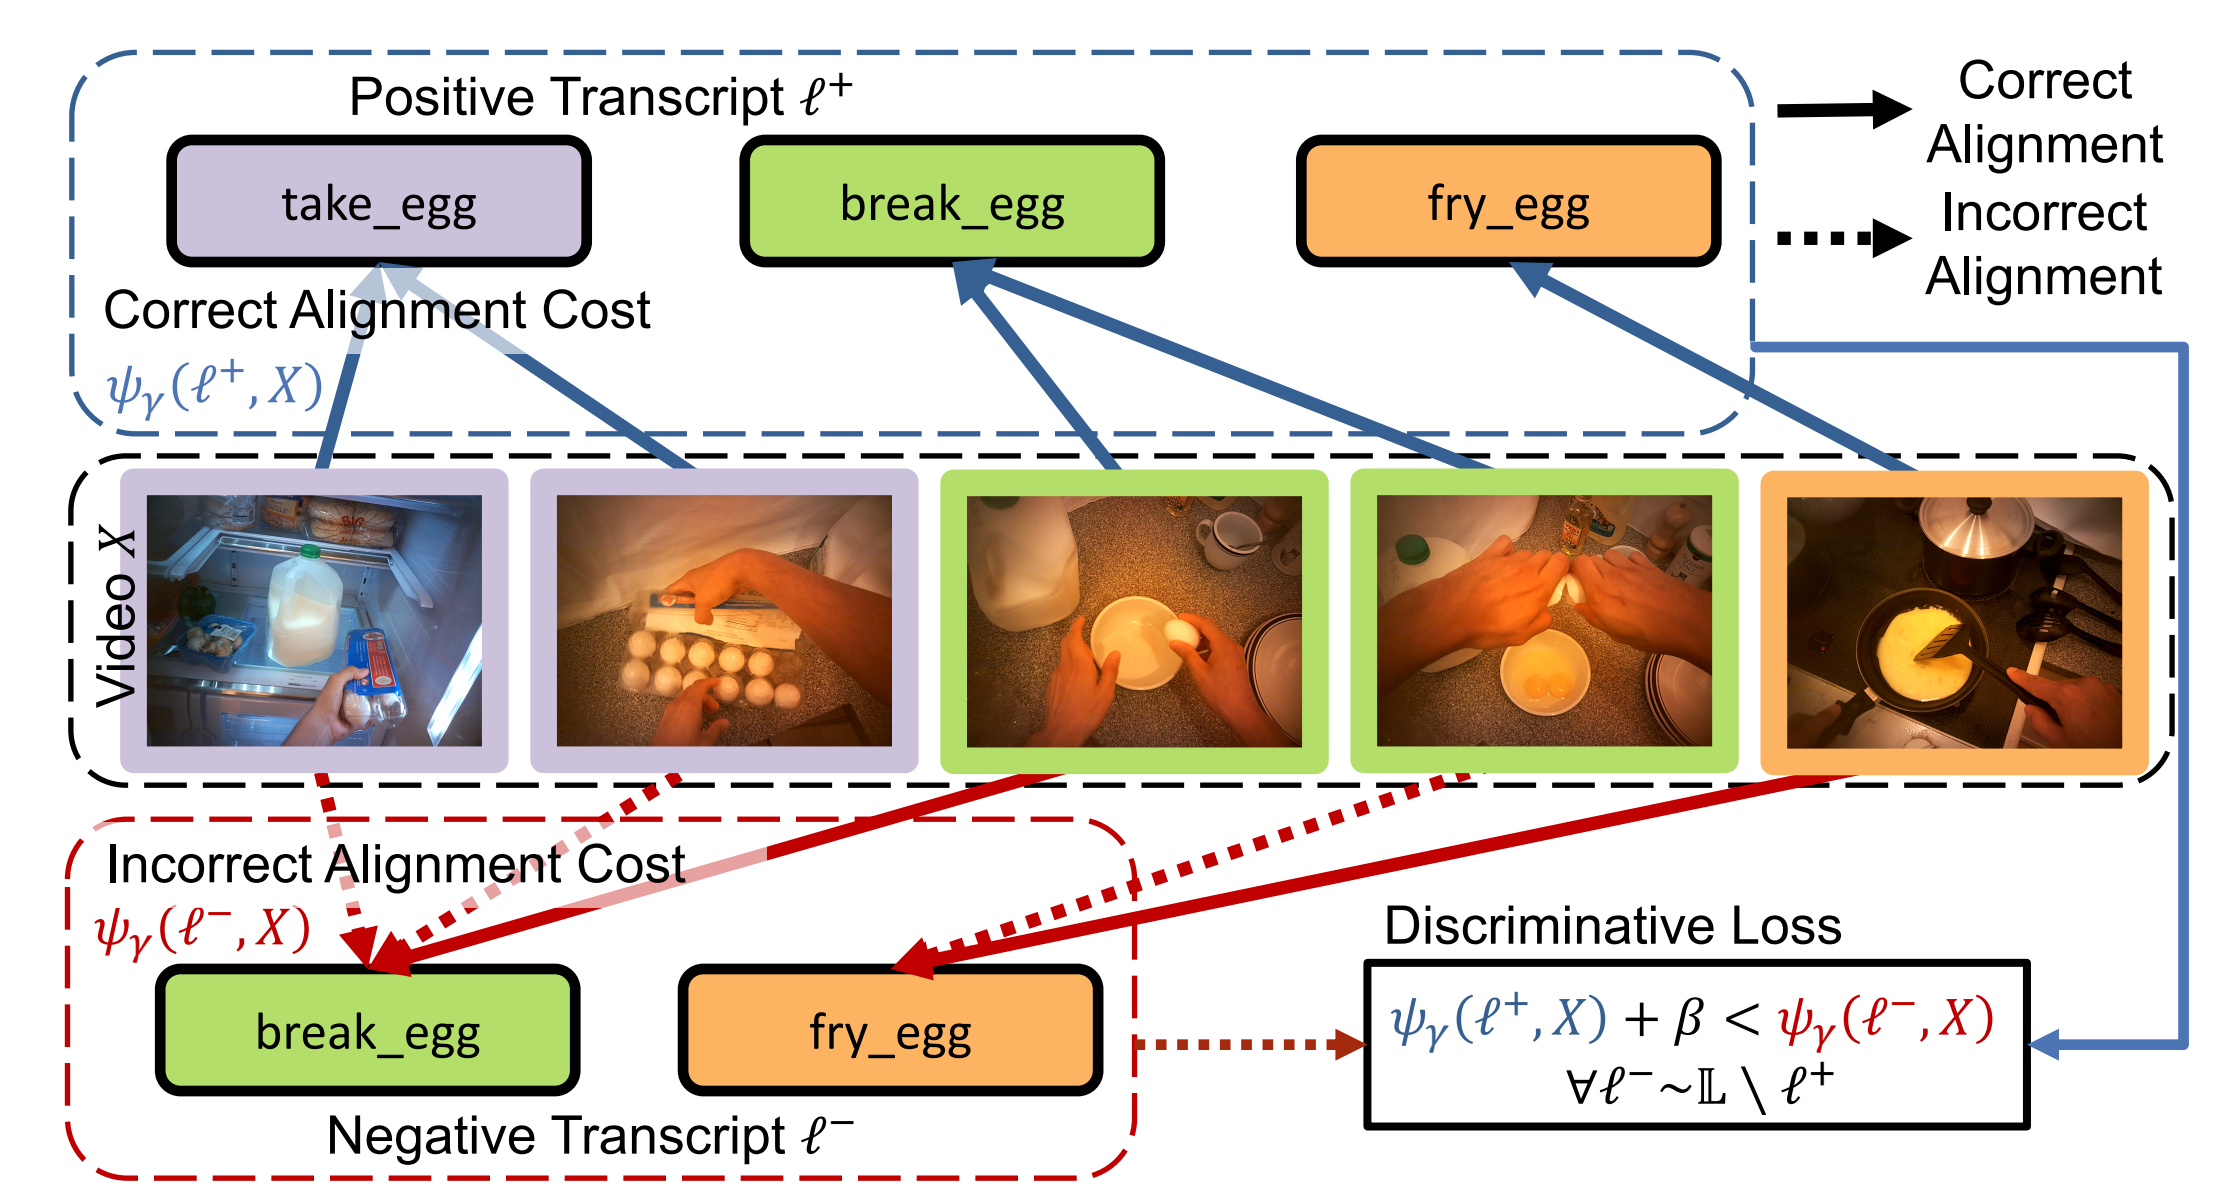 Positive Transcript ℓ⁺
take_egg
break_egg
fry_egg
Correct
Alignment
Incorrect
Alignment
Correct Alignment Cost
ψᵧ(ℓ⁺, X)
Video X
Incorrect Alignment Cost
ψᵧ(ℓ⁻, X)
break_egg
fry_egg
Negative Transcript ℓ⁻
Discriminative Loss
ψᵧ(ℓ⁺, X) + β < ψᵧ(ℓ⁻, X)
∀ℓ⁻~𝕃 \ ℓ⁺